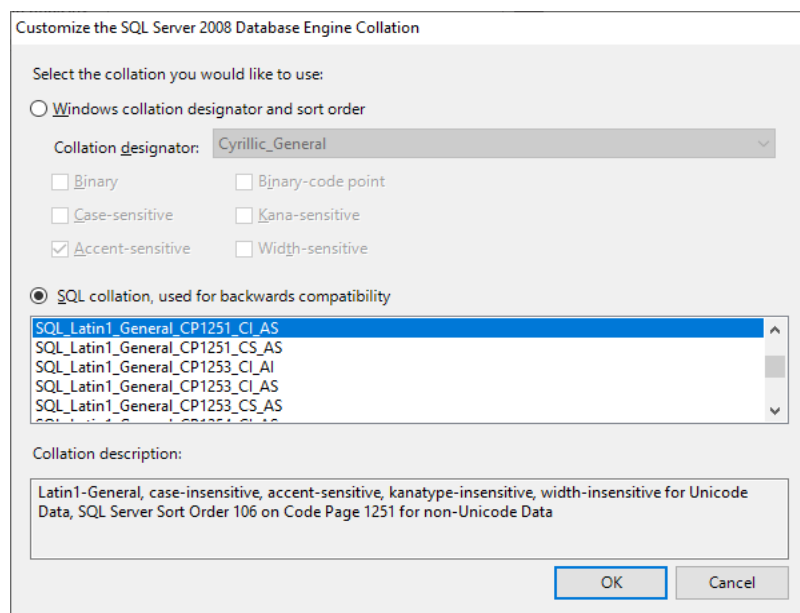 Customize the SQL Server 2008 Database Engine Collation
Select the collation you would like to use:
Windows collation designator and sort order
Collation designator: Cyrillic_General
Binary Binary-code point
Case-sensitive Kana-sensitive
Accent-sensitive Width-sensitive
SQL collation, used for backwards compatibility
SQL_Latin1_General_CP1251_CI_AS
SQL_Latin1_General_CP1251_CS_AS
SQL_Latin1_General_CP1253_CI_AI
SQL_Latin1_General_CP1253_CI_AS
SQL_Latin1_General_CP1253_CS_AS
Collation description:
Latin1-General, case-insensitive, accent-sensitive, kanatype-insensitive, width-insensitive for Unicode
Data, SQL Server Sort Order 106 on Code Page 1251 for non-Unicode Data
OK Cancel